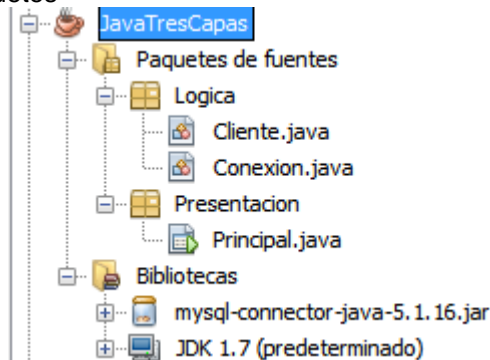 JavaTresCapas
Paquetes de fuentes
Logica
Cliente.java
Conexion.java
Presentacion
Principal.java
Bibliotecas
mysql-connector-java-5.1.16.jar
JDK 1.7 (predeterminado)